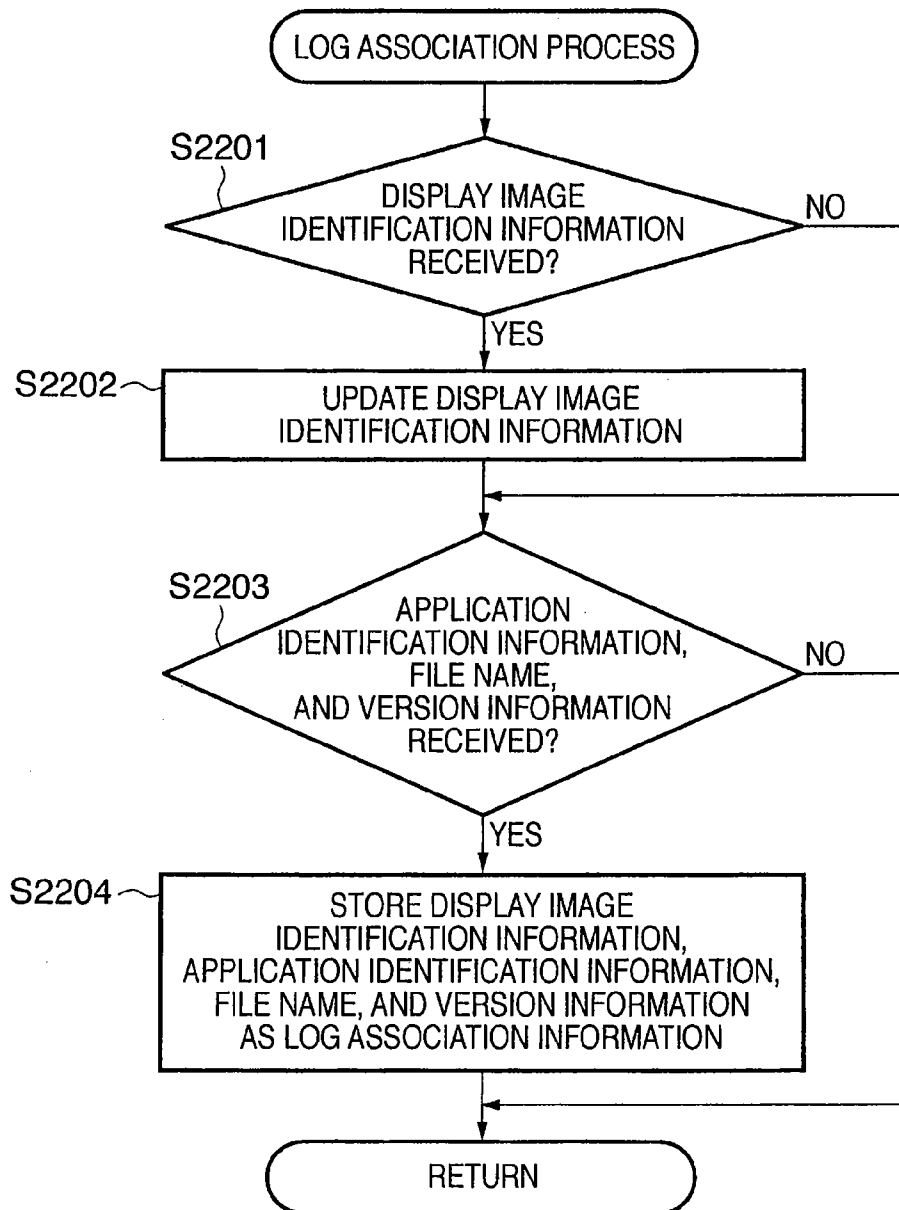 LOG ASSOCIATION PROCESS
S2201
DISPLAY IMAGE
IDENTIFICATION INFORMATION
RECEIVED?
NO
YES
S2202
UPDATE DISPLAY IMAGE
IDENTIFICATION INFORMATION
S2203
APPLICATION
IDENTIFICATION INFORMATION,
FILE NAME,
AND VERSION INFORMATION
RECEIVED?
NO
YES
S2204
STORE DISPLAY IMAGE
IDENTIFICATION INFORMATION,
APPLICATION IDENTIFICATION INFORMATION,
FILE NAME, AND VERSION INFORMATION
AS LOG ASSOCIATION INFORMATION
RETURN